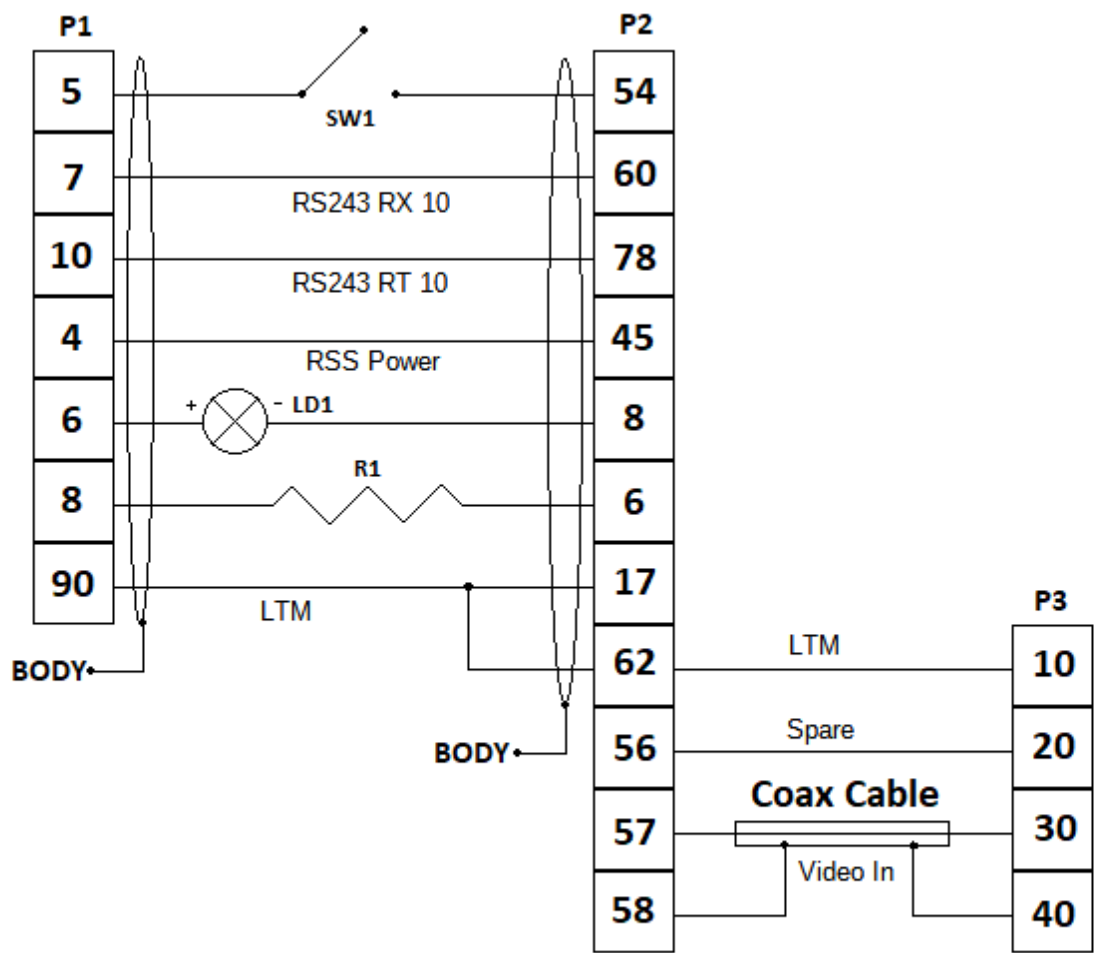 P1
P2
5
54
SW1
7
60
RS243 RX 10
10
78
RS243 RT 10
4
45
RSS Power
6
+
-
LD1
8
R1
8
6
90
17
LTM
P3
BODY
62
LTM
10
BODY
56
Spare
20
Coax Cable
57
30
Video In
58
40